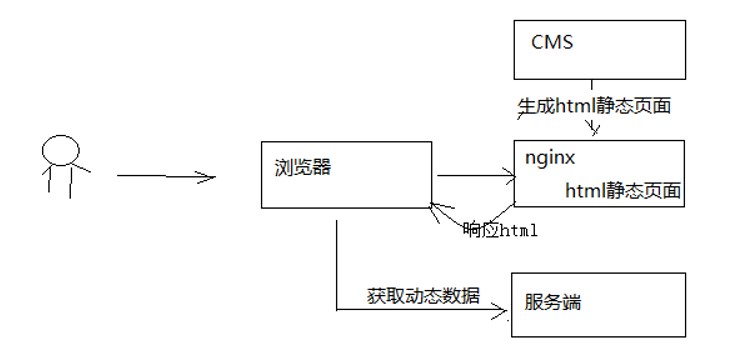 CMS
生成html静态页面
浏览器
nginx
html静态页面
响应html
获取动态数据
服务端